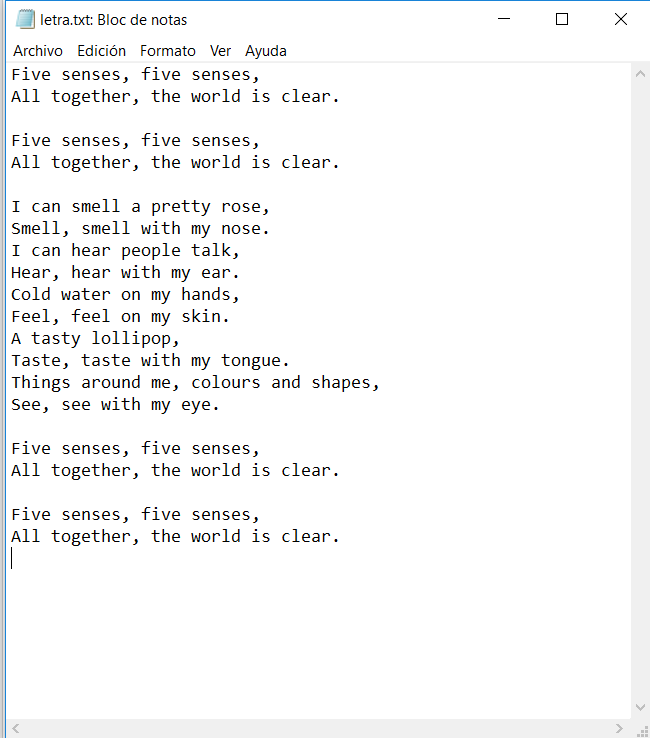 letra.txt: Bloc de notas
Archivo Edición Formato Ver Ayuda
Five senses, five senses,
All together, the world is clear.

Five senses, five senses,
All together, the world is clear.

I can smell a pretty rose,
Smell, smell with my nose.
I can hear people talk,
Hear, hear with my ear.
Cold water on my hands,
Feel, feel on my skin.
A tasty lollipop,
Taste, taste with my tongue.
Things around me, colours and shapes,
See, see with my eye.

Five senses, five senses,
All together, the world is clear.

Five senses, five senses,
All together, the world is clear.